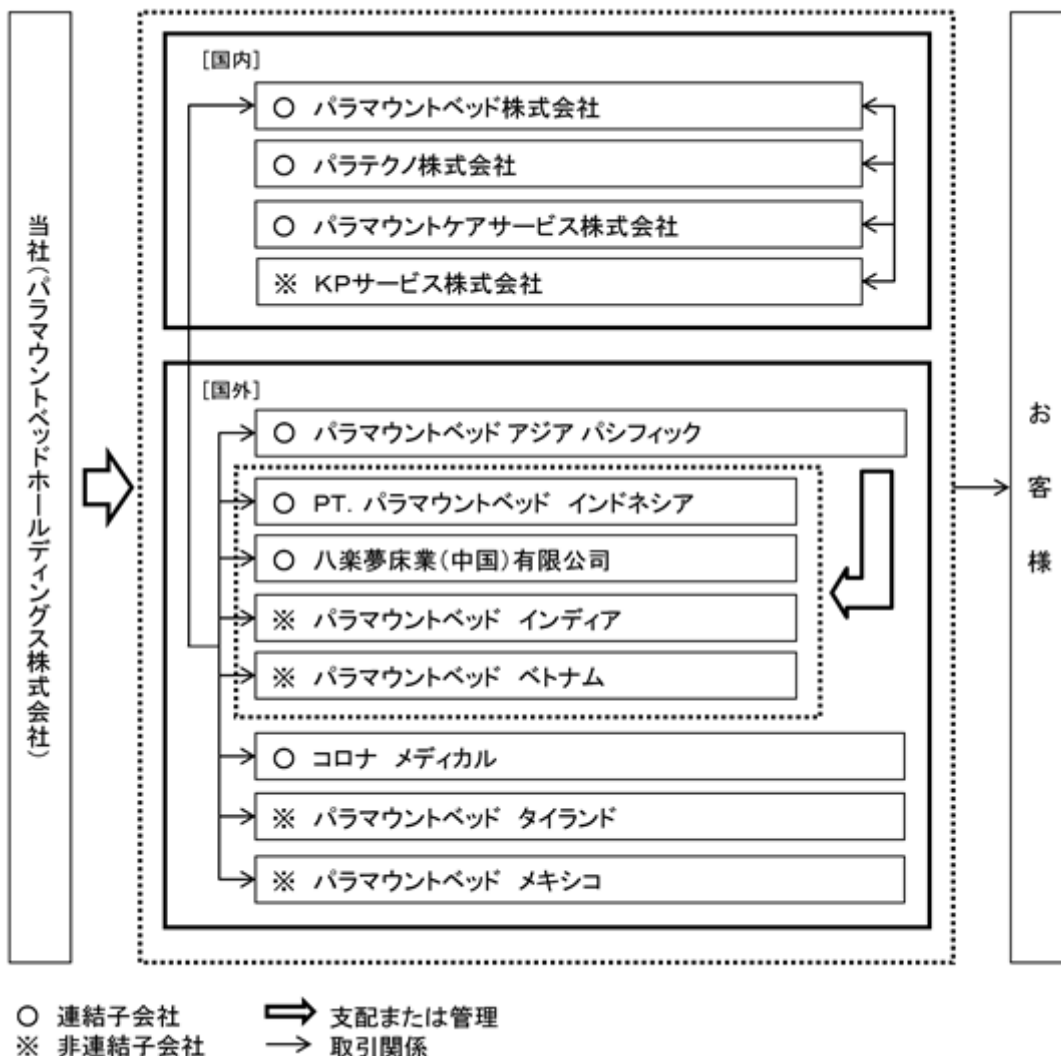 当社（パラマウントベッドホールディングス株式会社）
［国内］
○ パラマウントベッド株式会社
○ パラテクノ株式会社
○ パラマウントケアサービス株式会社
※ KPサービス株式会社
［国外］
○ パラマウントベッド アジア パシフィック
○ PT. パラマウントベッド インドネシア
○ 八楽夢床業（中国）有限公司
※ パラマウントベッド インディア
※ パラマウントベッド ベトナム
○ コロナ メディカル
※ パラマウントベッド タイランド
※ パラマウントベッド メキシコ
お客様
○ 連結子会社
※ 非連結子会社
支配または管理
取引関係